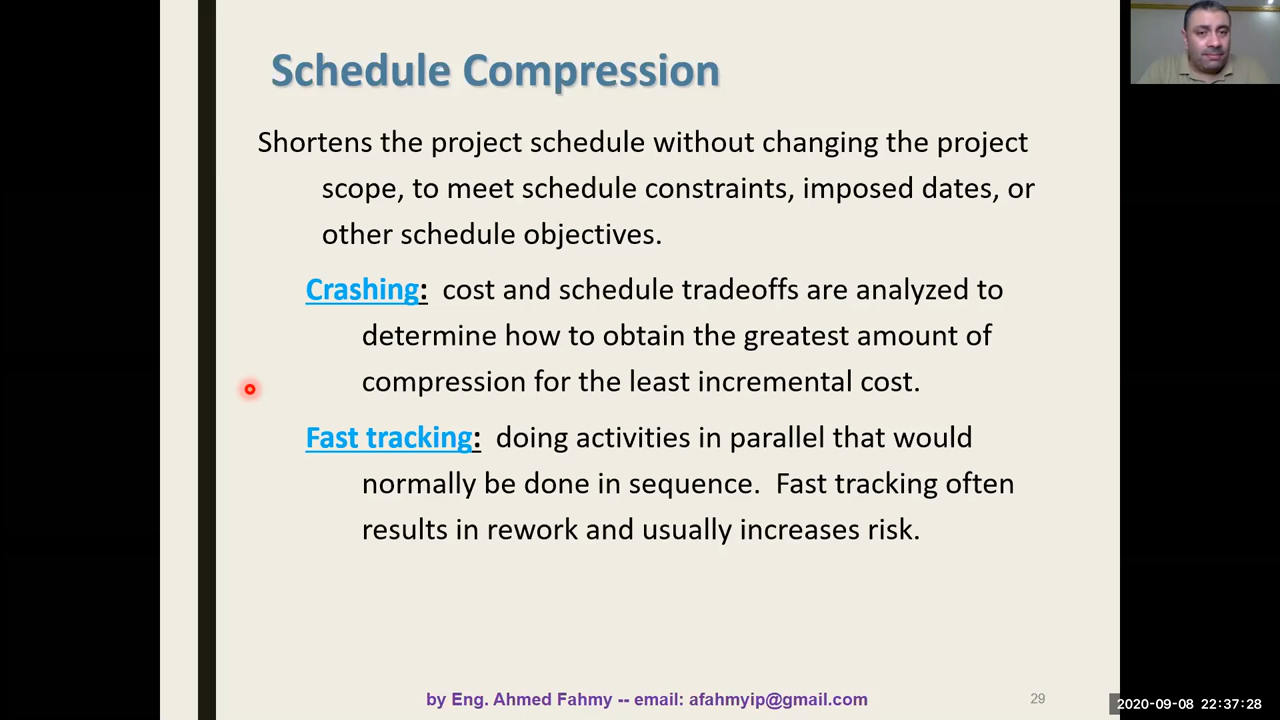 Schedule Compression
Shortens the project schedule without changing the project
scope, to meet schedule constraints, imposed dates, or
other schedule objectives.
Crashing: cost and schedule tradeoffs are analyzed to
determine how to obtain the greatest amount of
compression for the least incremental cost.
Fast tracking: doing activities in parallel that would
normally be done in sequence. Fast tracking often
results in rework and usually increases risk.
by Eng. Ahmed Fahmy -- email: afahmyip@gmail.com
29
2020-09-08 22:37:28